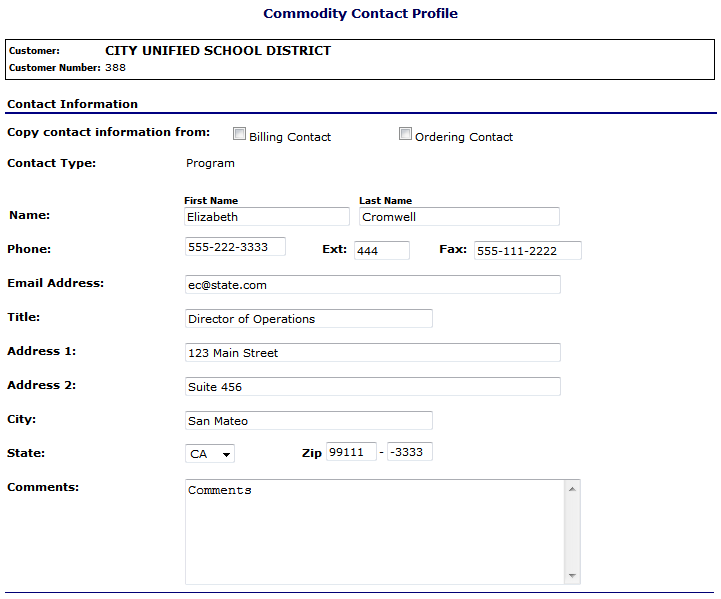 Commodity Contact Profile
Customer: CITY UNIFIED SCHOOL DISTRICT
Customer Number: 388
Contact Information
Copy contact information from: Billing Contact Ordering Contact
Contact Type: Program
First Name Last Name
Name: Elizabeth Cromwell
Phone: 555-222-3333 Ext: 444 Fax: 555-111-2222
Email Address: ec@state.com
Title: Director of Operations
Address 1: 123 Main Street
Address 2: Suite 456
City: San Mateo
State: CA Zip 99111 - -3333
Comments: Comments